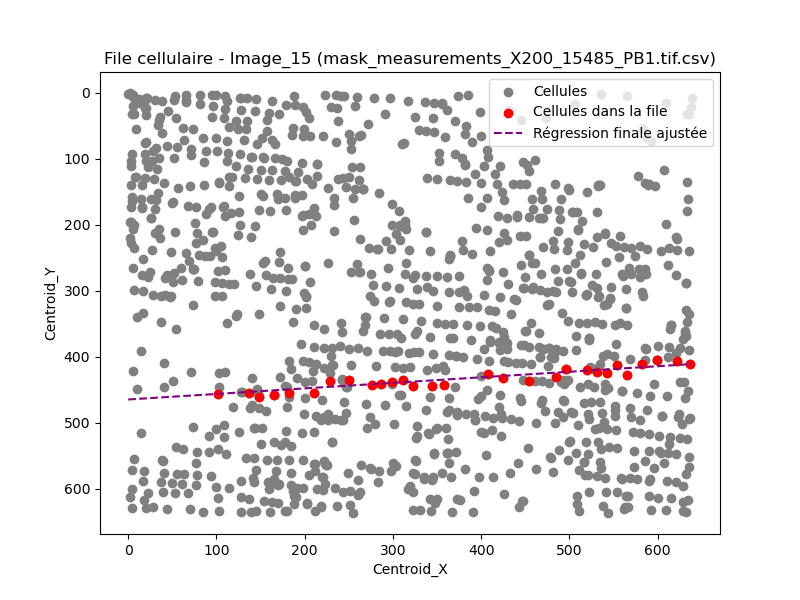 File cellulaire - Image_15 (mask_measurements_X200_15485_PB1.tif.csv)
Cellules
Cellules dans la file
Régression finale ajustée
0
100
200
300
400
500
600
Centroid_Y
0 100 200 300 400 500 600
Centroid_X